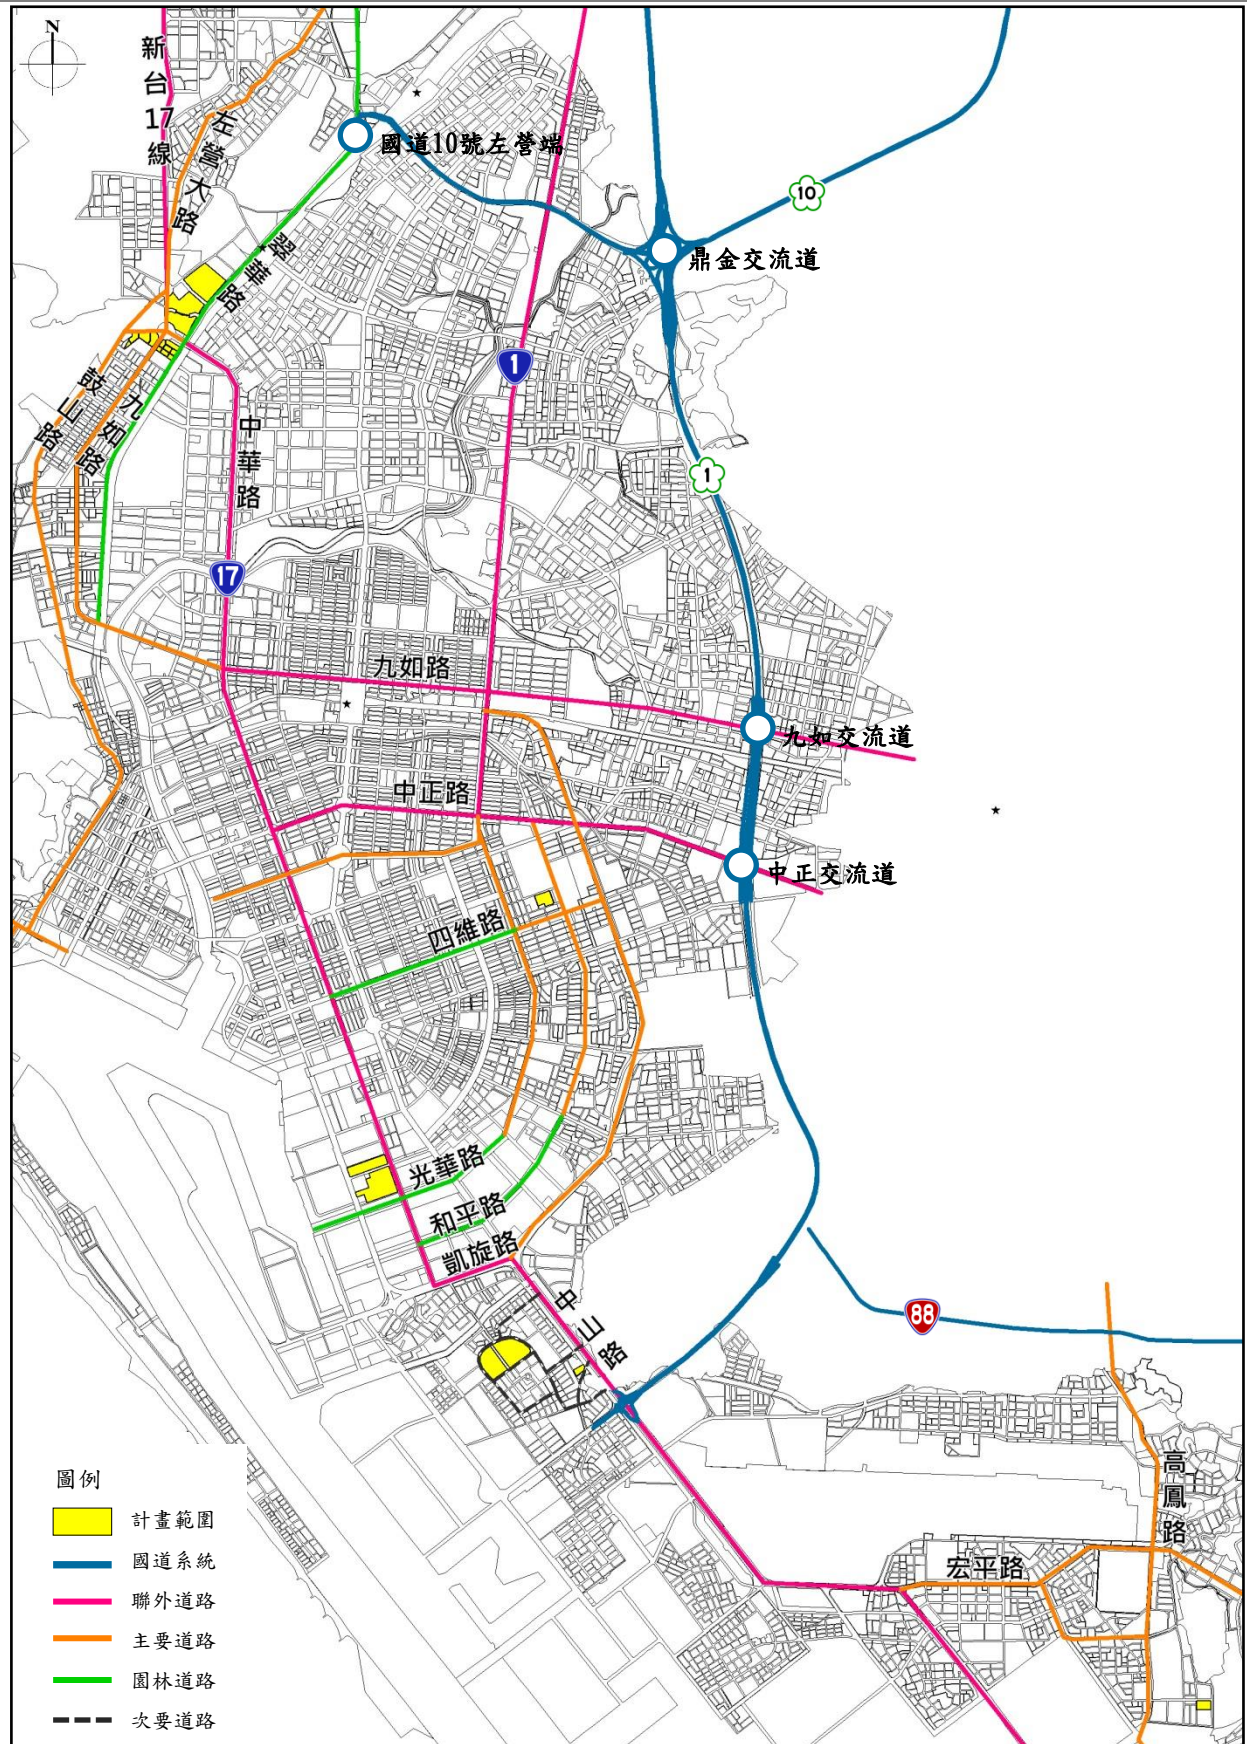 N
新台17線
左營大路
國道10號左營端
10
翠華路
鼎金交流道
1
鼓山路
九如路
中華路
1
17
九如路
九如交流道
中正路
中正交流道
四維路
光華路
和平路
凱旋路
中山路
88
高鳳路
宏平路
圖例
計畫範圍
國道系統
聯外道路
主要道路
園林道路
次要道路